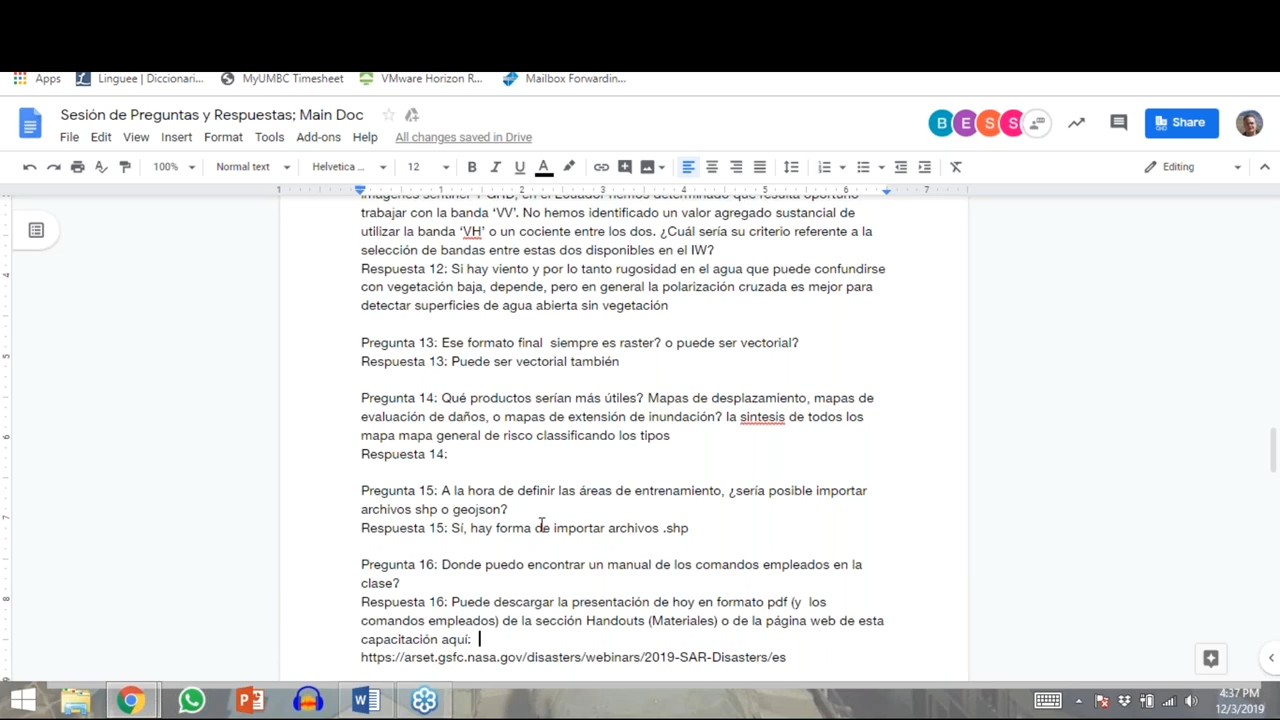 Apps Linguee | Diccionari... MyUMBC Timesheet VMware Horizon R... Mailbox Forwardin...
Sesión de Preguntas y Respuestas; Main Doc
B E S S
Share
File Edit View Insert Format Tools Add-ons Help All changes saved in Drive
100% Normal text Helvetica ... 12 B I U A Editing
1 1 2 3 4 5 6 7
trabajar con la banda ‘VV’. No hemos identificado un valor agregado sustancial de
utilizar la banda ‘VH’ o un cociente entre los dos. ¿Cuál sería su criterio referente a la
selección de bandas entre estas dos disponibles en el IW?
Respuesta 12: Si hay viento y por lo tanto rugosidad en el agua que puede confundirse
con vegetación baja, depende, pero en general la polarización cruzada es mejor para
detectar superficies de agua abierta sin vegetación
Pregunta 13: Ese formato final  siempre es raster? o puede ser vectorial?
Respuesta 13: Puede ser vectorial también
Pregunta 14: Qué productos serían más útiles? Mapas de desplazamiento, mapas de
evaluación de daños, o mapas de extensión de inundación? la sintesis de todos los
mapa mapa general de risco classificando los tipos
Respuesta 14:
Pregunta 15: A la hora de definir las áreas de entrenamiento, ¿sería posible importar
archivos shp o geojson?
Respuesta 15: Sí, hay forma de importar archivos .shp
Pregunta 16: Donde puedo encontrar un manual de los comandos empleados en la
clase?
Respuesta 16: Puede descargar la presentación de hoy en formato pdf (y  los
comandos empleados) de la sección Handouts (Materiales) o de la página web de esta
capacitación aquí:
https://arset.gsfc.nasa.gov/disasters/webinars/2019-SAR-Disasters/es
4:37 PM
12/3/2019